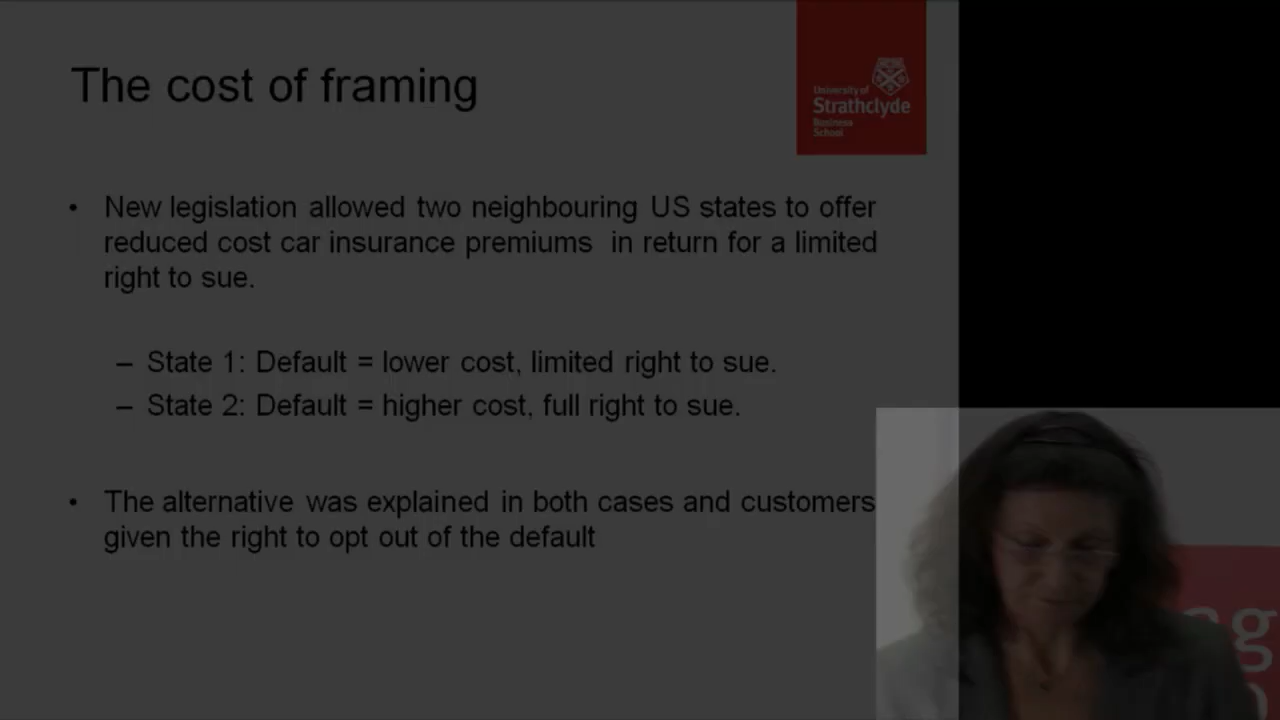 The cost of framing
University of
Strathclyde
Business
School
• New legislation allowed two neighbouring US states to offer
reduced cost car insurance premiums in return for a limited
right to sue.
– State 1: Default = lower cost, limited right to sue.
– State 2: Default = higher cost, full right to sue.
• The alternative was explained in both cases and customers
given the right to opt out of the default